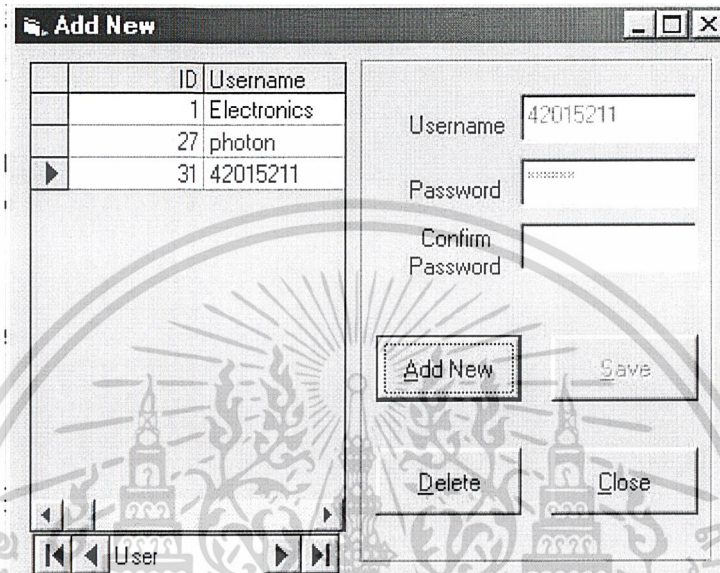 Add New
ID Username
1 Electronics
27 photon
31 42015211
User
Username 42015211
Password ××××××
Confirm
Password
Add New Save
Delete Close